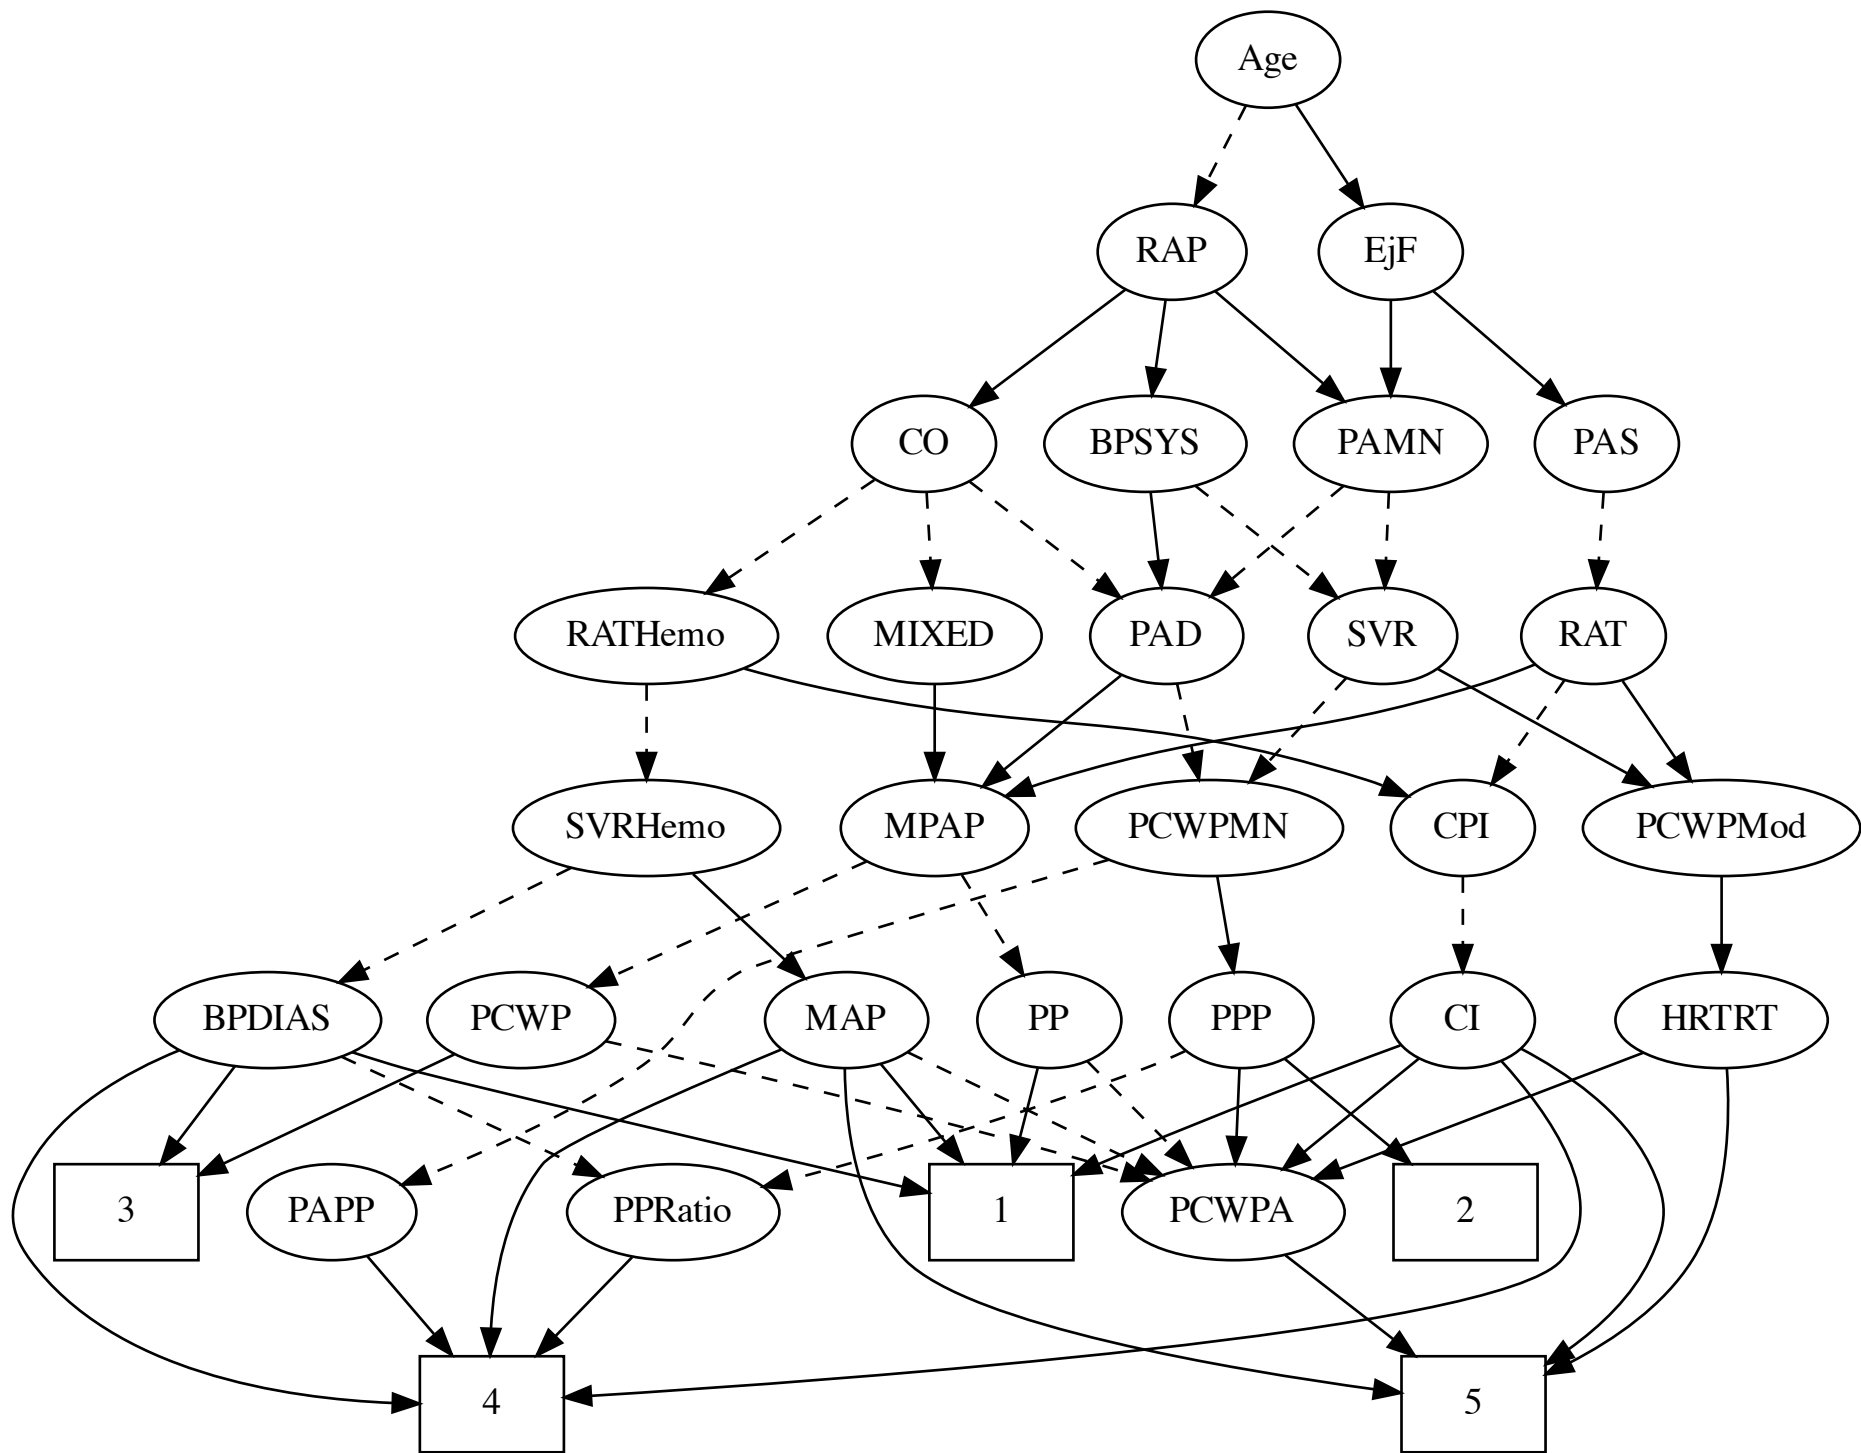 Age
RAP EjF
CO BPSYS PAMN PAS
RATHemo MIXED PAD SVR RAT
SVRHemo MPAP PCWPMN CPI PCWPMod
BPDIAS PCWP MAP PP PPP CI HRTRT
3 PAPP PPRatio 1 PCWPA 2
4 5